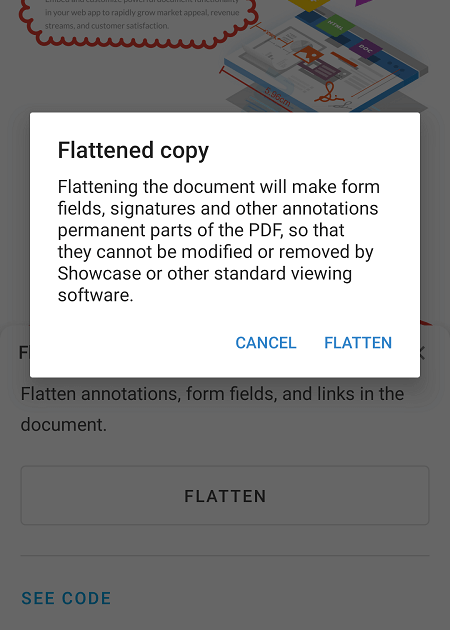 in your web app to rapidly grow market appeal, revenue
streams, and customer satisfaction.
DOC
5.95cm
Flattened copy
Flattening the document will make form
fields, signatures and other annotations
permanent parts of the PDF, so that
they cannot be modified or removed by
Showcase or other standard viewing
software.
CANCEL FLATTEN
Flatten annotations, form fields, and links in the
document.
FLATTEN
SEE CODE